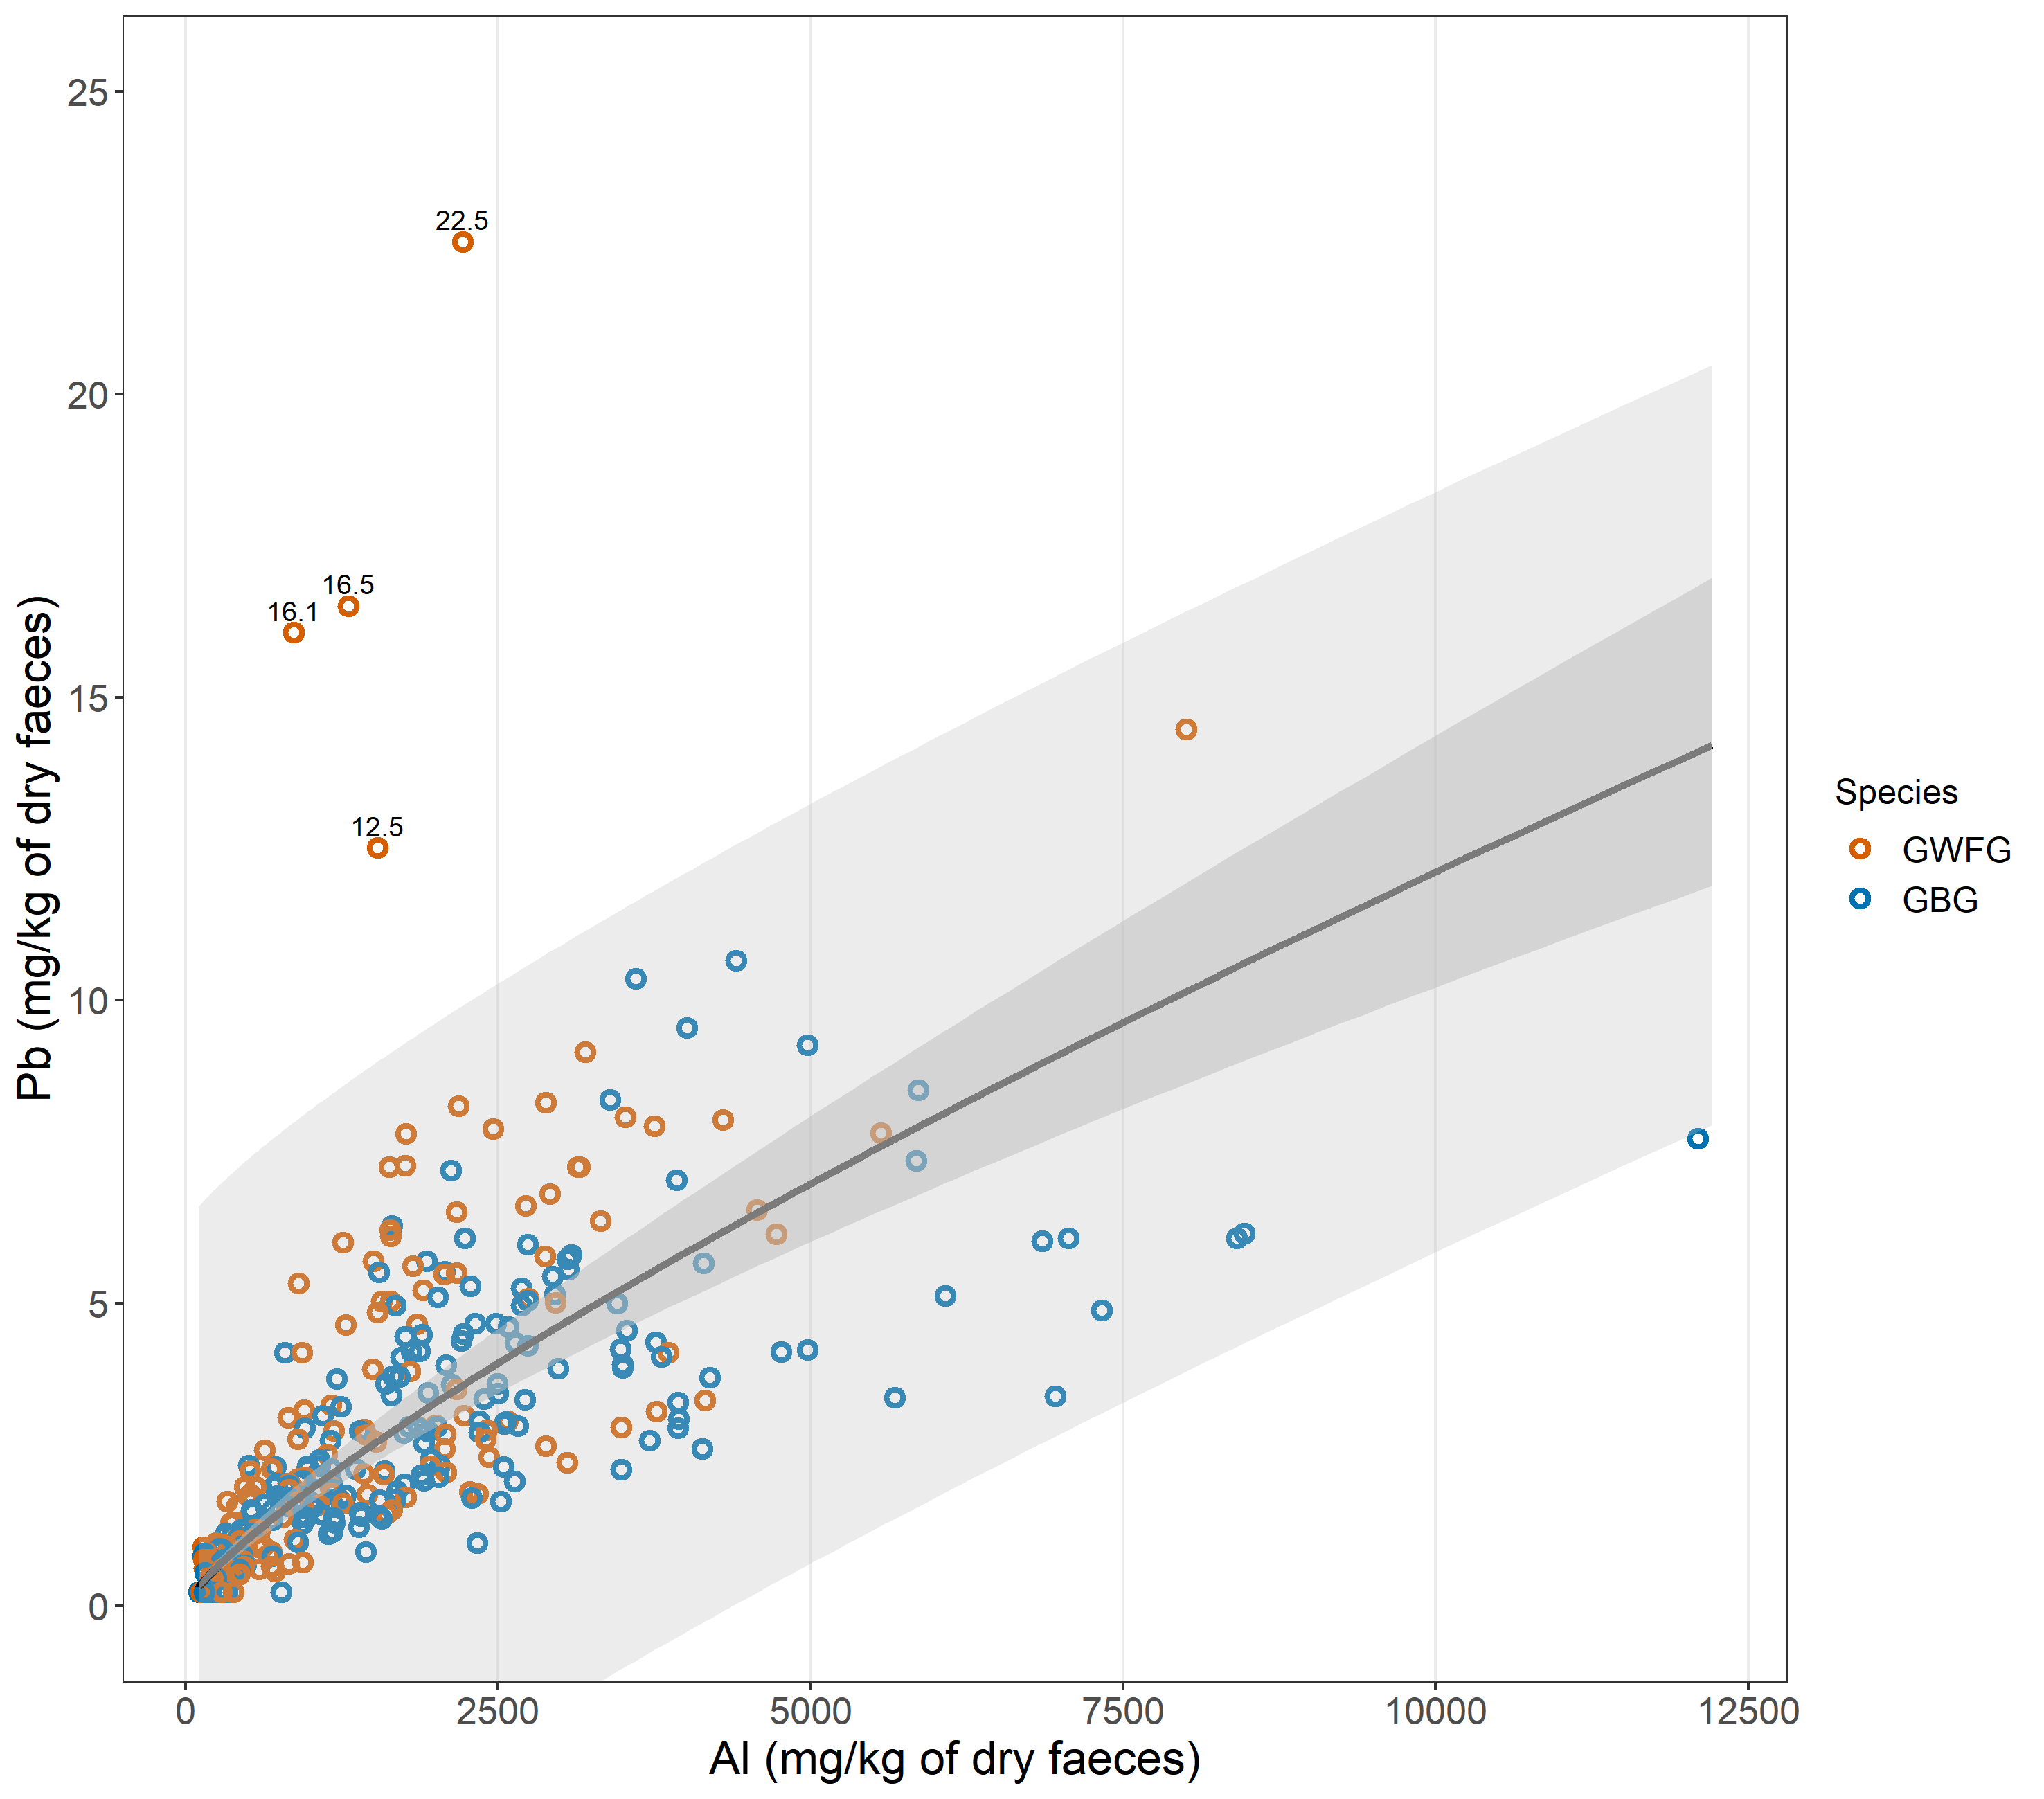 25
20
15
10
5
0
Pb (mg/kg of dry faeces)
22.5
16.5
16.1
12.5
0 2500 5000 7500 10000 12500
Al (mg/kg of dry faeces)
Species
GWFG
GBG